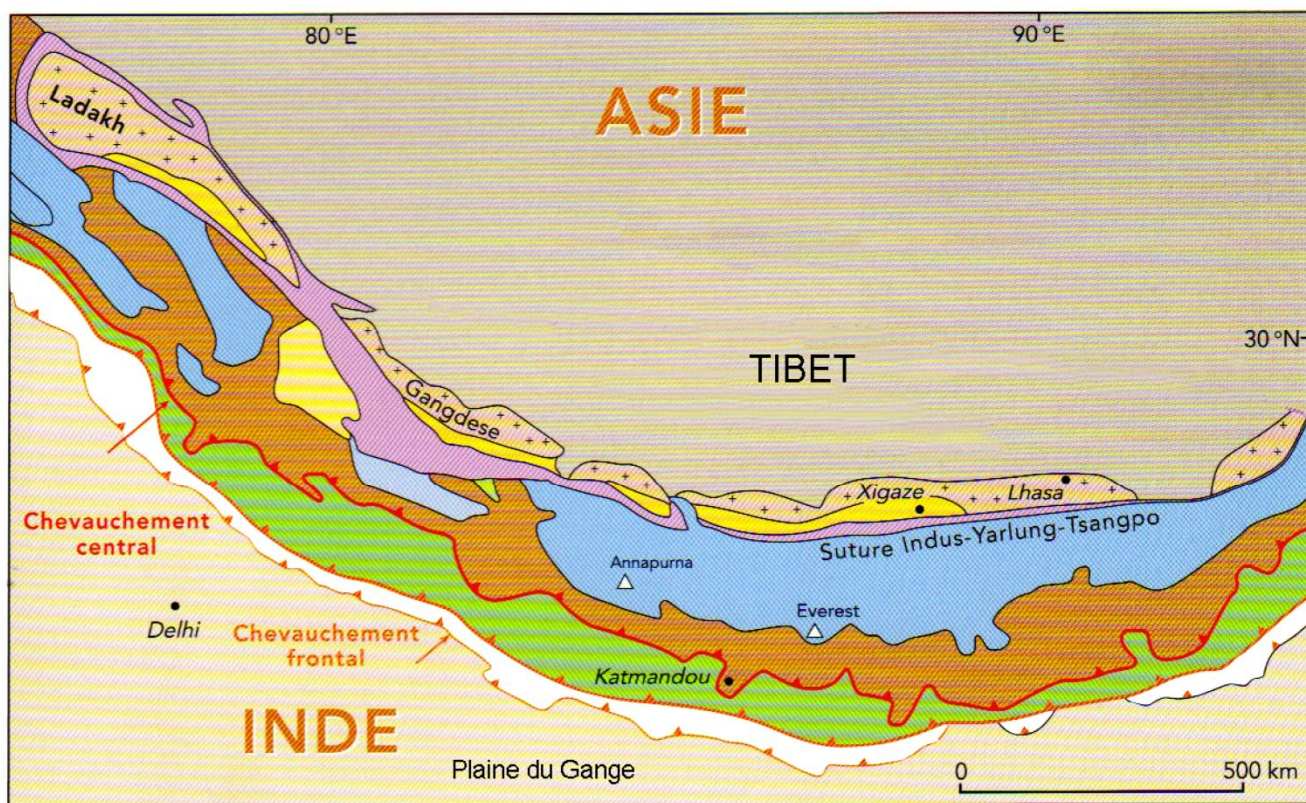 80 °E
90 °E
Ladakh
ASIE
30 °N
TIBET
Gangdese
Xigaze
Lhasa
Suture Indus-Yarlung-Tsangpo
Chevauchement
central
Annapurna
Everest
Delhi
Chevauchement
frontal
Katmandou
INDE
Plaine du Gange
0
500 km